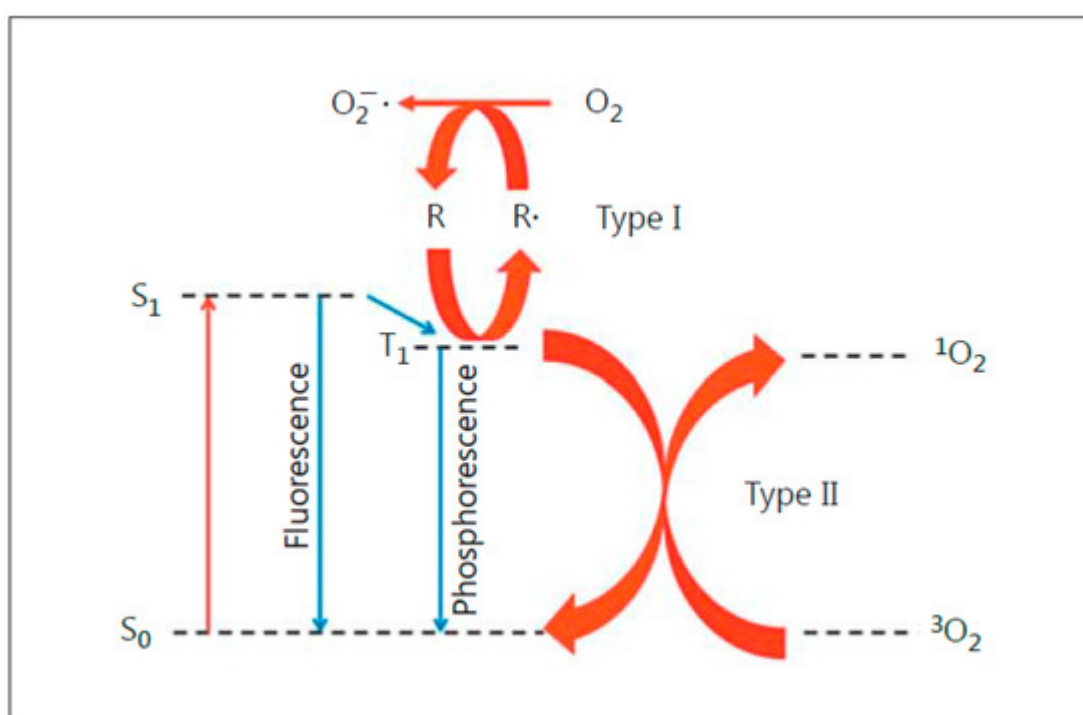 O₂⁻· O₂
R R· Type I
S₁
T₁
¹O₂
Fluorescence
Phosphorescence
Type II
S₀
³O₂